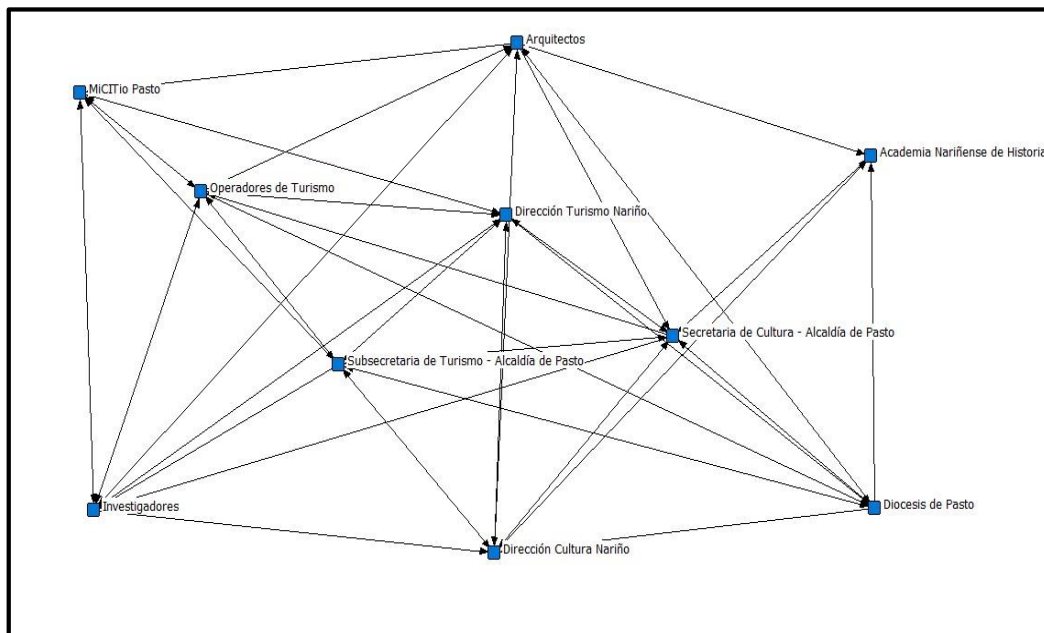 Arquitectos
MiCITio Pasto
Academia Nariñense de Historia
Operadores de Turismo
Dirección Turismo Nariño
Secretaria de Cultura - Alcaldía de Pasto
Subsecretaria de Turismo - Alcaldía de Pasto
Investigadores
Diocesis de Pasto
Dirección Cultura Nariño